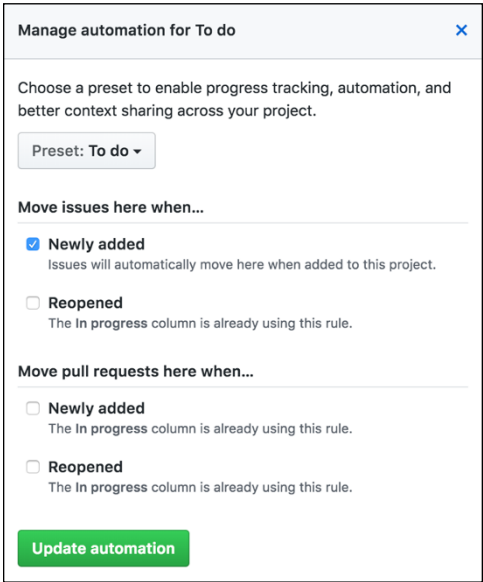 Manage automation for To do
Choose a preset to enable progress tracking, automation, and
better context sharing across your project.
Preset: To do
Move issues here when...
Newly added
Issues will automatically move here when added to this project.
Reopened
The In progress column is already using this rule.
Move pull requests here when...
Newly added
The In progress column is already using this rule.
Reopened
The In progress column is already using this rule.
Update automation